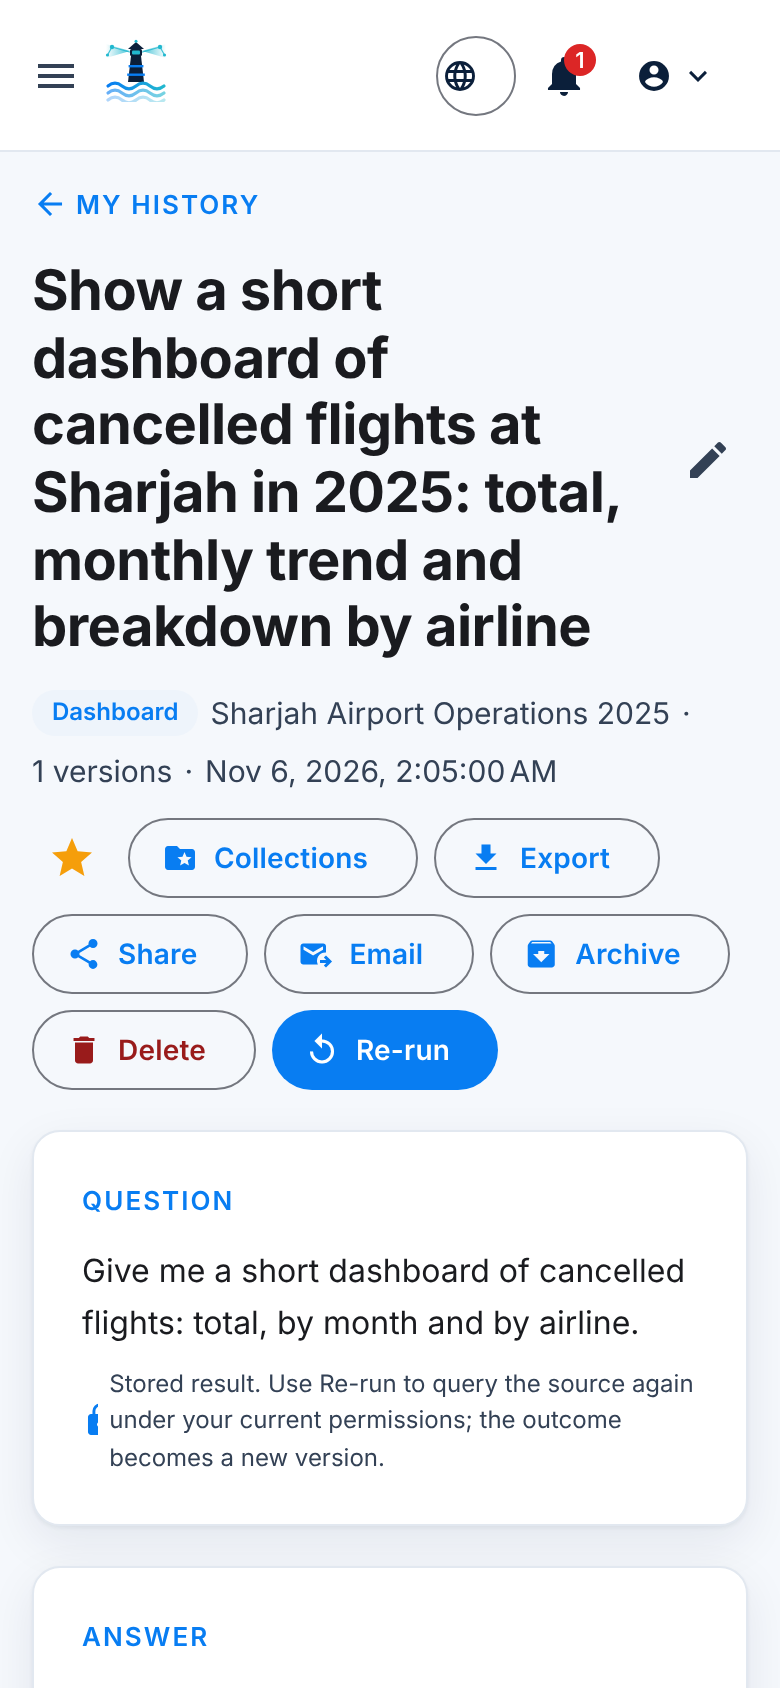 1
MY HISTORY
Show a short
dashboard of
cancelled flights at
Sharjah in 2025: total,
monthly trend and
breakdown by airline
Dashboard Sharjah Airport Operations 2025 ·
1 versions · Nov 6, 2026, 2:05:00 AM
Collections Export
Share Email Archive
Delete Re-run
QUESTION
Give me a short dashboard of cancelled
flights: total, by month and by airline.
Stored result. Use Re-run to query the source again
under your current permissions; the outcome
becomes a new version.
ANSWER